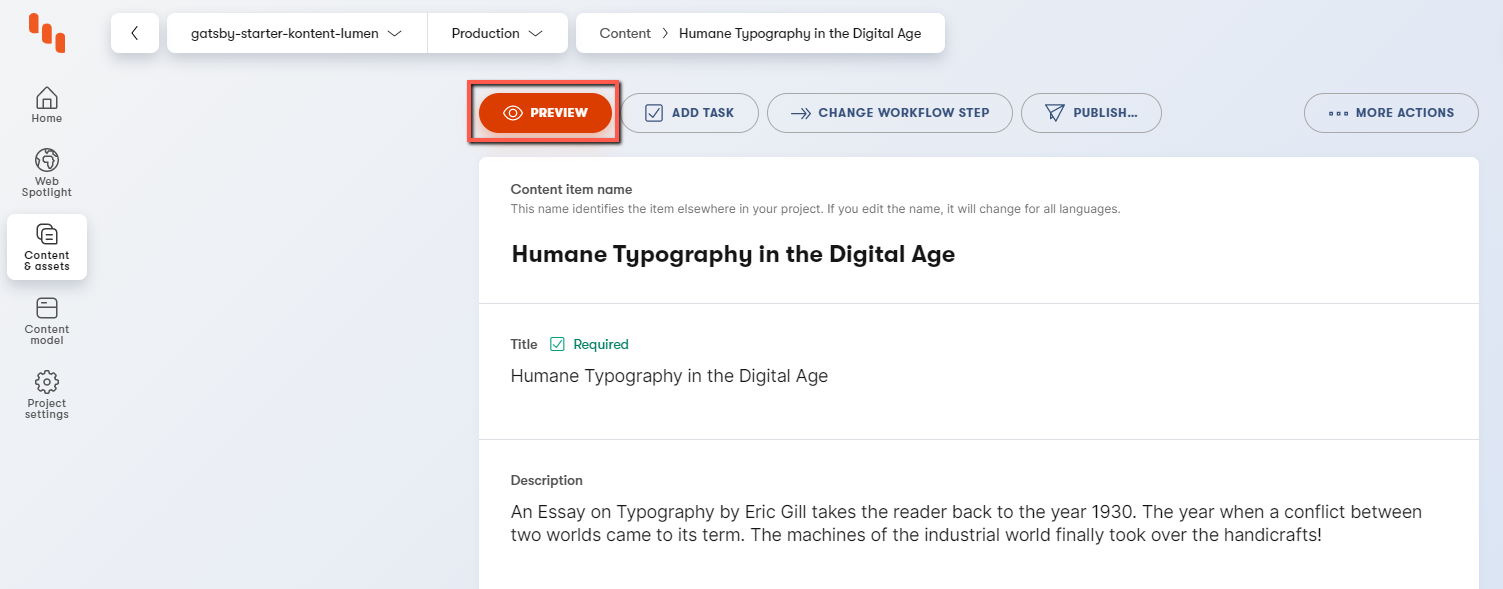 gatsby-starter-kontent-lumen
Production
Content > Humane Typography in the Digital Age
Home
Web
Spotlight
Content
& assets
Content
model
Project
settings
PREVIEW
ADD TASK
CHANGE WORKFLOW STEP
PUBLISH...
MORE ACTIONS
Content item name
This name identifies the item elsewhere in your project. If you edit the name, it will change for all languages.
Humane Typography in the Digital Age
Title Required
Humane Typography in the Digital Age
Description
An Essay on Typography by Eric Gill takes the reader back to the year 1930. The year when a conflict between
two worlds came to its term. The machines of the industrial world finally took over the handicrafts!